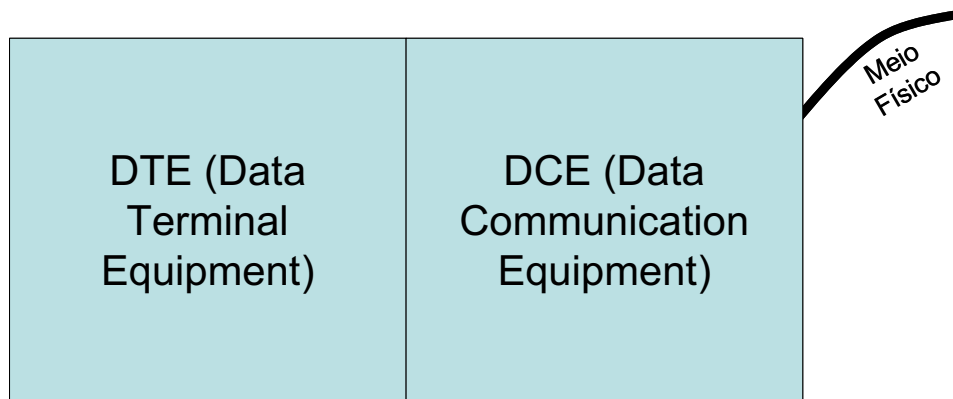 DTE (Data
Terminal
Equipment)
DCE (Data
Communication
Equipment)
Meio
Físico